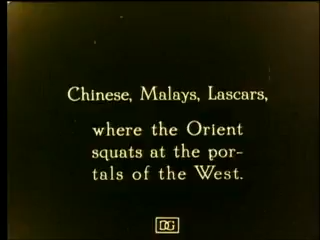 Chinese, Malays, Lascars,
where the Orient
squats at the por-
tals of the West.
DG